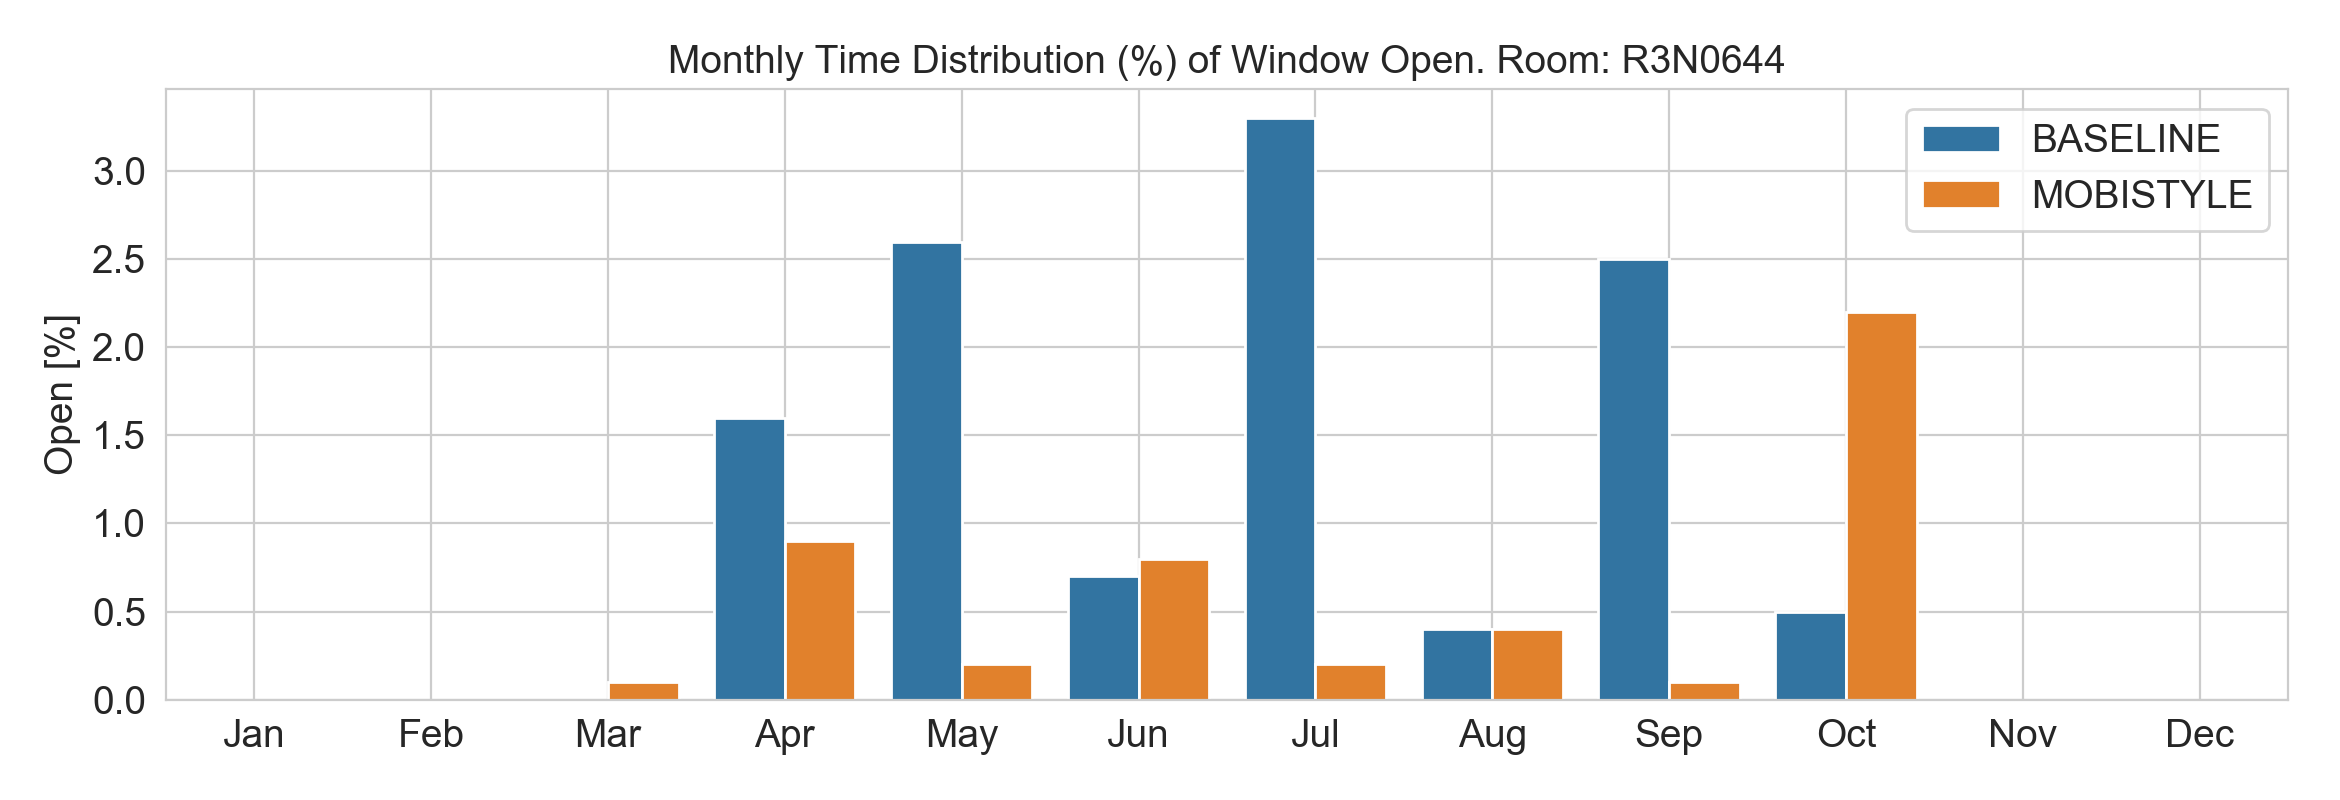 Monthly Time Distribution (%) of Window Open. Room: R3N0644
BASELINE
MOBISTYLE
Open [%]
3.0
2.5
2.0
1.5
1.0
0.5
0.0
Jan Feb Mar Apr May Jun Jul Aug Sep Oct Nov Dec